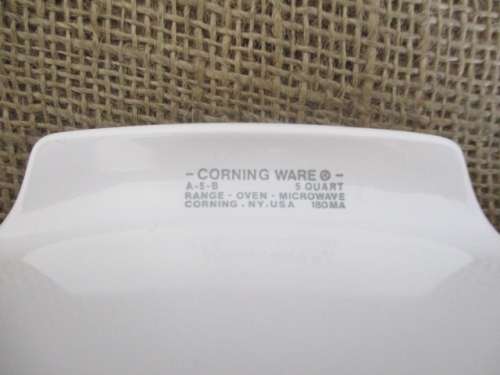 - CORNING WARE® -
A-5-B 5 QUART
RANGE - OVEN - MICROWAVE
CORNING - NY-USA 180MA